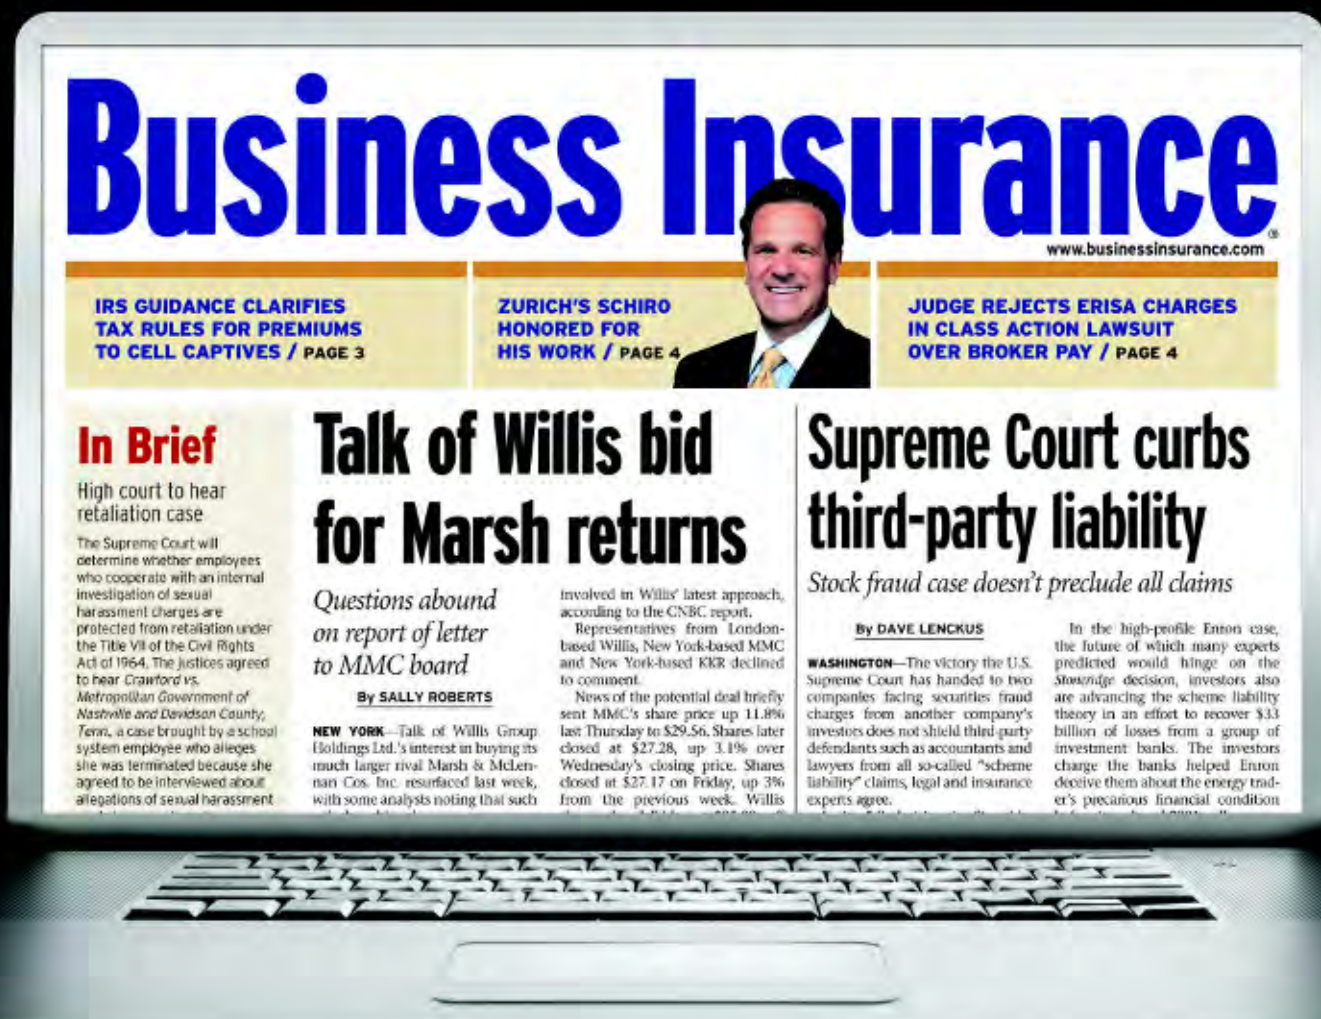 Business Insurance
®
www.businessinsurance.com
IRS GUIDANCE CLARIFIES
TAX RULES FOR PREMIUMS
TO CELL CAPTIVES / PAGE 3
ZURICH'S SCHIRO
HONORED FOR
HIS WORK / PAGE 4
JUDGE REJECTS ERISA CHARGES
IN CLASS ACTION LAWSUIT
OVER BROKER PAY / PAGE 4
In Brief
High court to hear
retaliation case
The Supreme Court will
determine whether employees
who cooperate with an internal
investigation of sexual
harassment charges are
protected from retaliation under
the Title VII of the Civil Rights
Act of 1964. The justices agreed
to hear Crawford vs.
Metropolitan Government of
Nashville and Davidson County,
Tenn., a case brought by a school
system employee who alleges
she was terminated because she
agreed to be interviewed about
allegations of sexual harassment
Talk of Willis bid
for Marsh returns
Questions abound
on report of letter
to MMC board
By SALLY ROBERTS
NEW YORK—Talk of Willis Group
Holdings Ltd.'s interest in buying its
much larger rival Marsh & McLen-
nan Cos. Inc. resurfaced last week,
with some analysts noting that such
involved in Willis' latest approach,
according to the CNBC report.
Representatives from London-
based Willis, New York-based MMC
and New York-based KKR declined
to comment.
News of the potential deal briefly
sent MMC's share price up 11.8%
last Thursday to $29.56. Shares later
closed at $27.28, up 3.1% over
Wednesday's closing price. Shares
closed at $27.17 on Friday, up 3%
from the previous week. Willis
Supreme Court curbs
third-party liability
Stock fraud case doesn't preclude all claims
By DAVE LENCKUS
WASHINGTON—The victory the U.S.
Supreme Court has handed to two
companies facing securities fraud
charges from another company's
investors does not shield third-party
defendants such as accountants and
lawyers from all so-called "scheme
liability" claims, legal and insurance
experts agree.
In the high-profile Enron case,
the future of which many experts
predicted would hinge on the
Stoneridge decision, investors also
are advancing the scheme liability
theory in an effort to recover $33
billion of losses from a group of
investment banks. The investors
charge the banks helped Enron
deceive them about the energy trad-
er's precarious financial condition